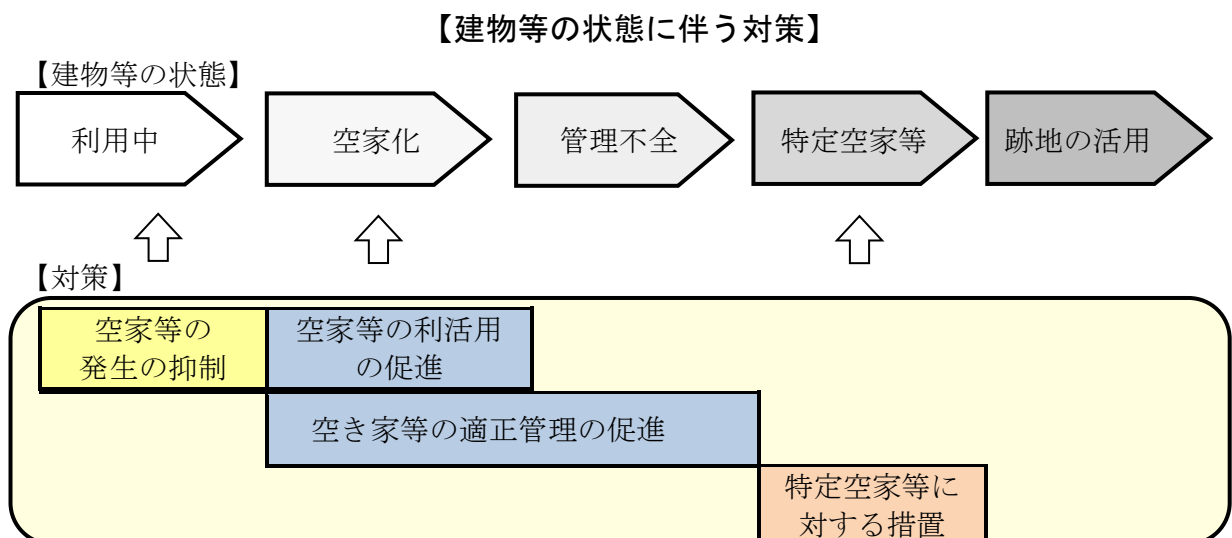 【建物等の状態に伴う対策】
【建物等の状態】
利用中
空家化
管理不全
特定空家等
跡地の活用
【対策】
空家等の
発生の抑制
空家等の利活用
の促進
空き家等の適正管理の促進
特定空家等に
対する措置